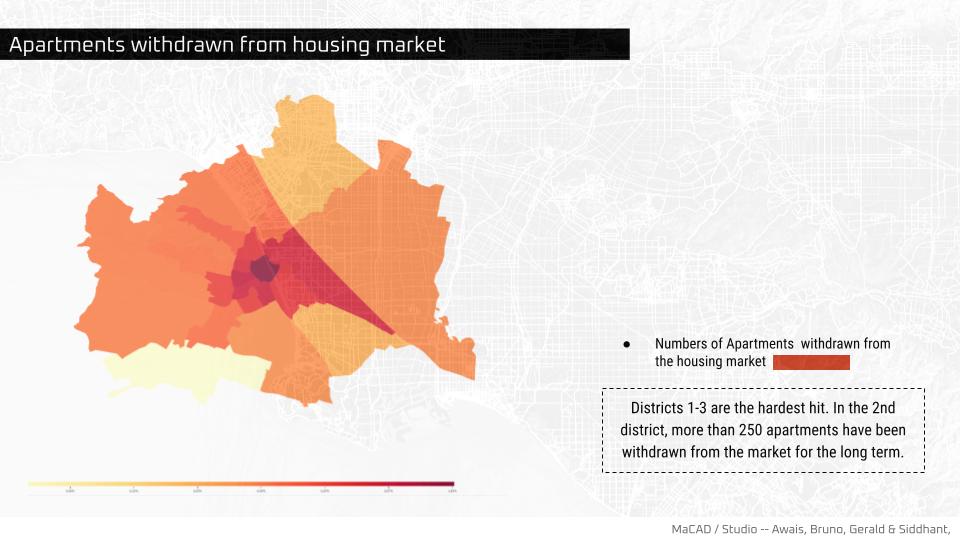 Apartments withdrawn from housing market
● Numbers of Apartments withdrawn from
the housing market
Districts 1-3 are the hardest hit. In the 2nd
district, more than 250 apartments have been
withdrawn from the market for the long term.
MaCAD / Studio -- Awais, Bruno, Gerald & Siddhant,